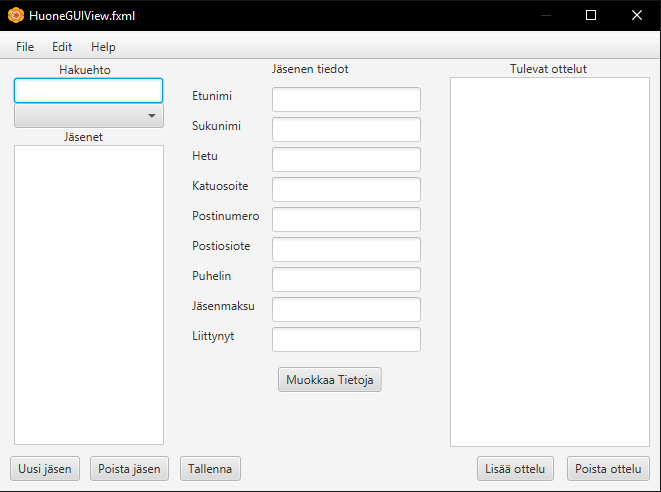 HuoneGUIView.fxml
File Edit Help
Hakuehto
Jäsenet
Jäsenen tiedot
Etunimi
Sukunimi
Hetu
Katuosoite
Postinumero
Postiosiote
Puhelin
Jäsenmaksu
Liittynyt
Muokkaa Tietoja
Tulevat ottelut
Uusi jäsen Poista jäsen Tallenna Lisää ottelu Poista ottelu